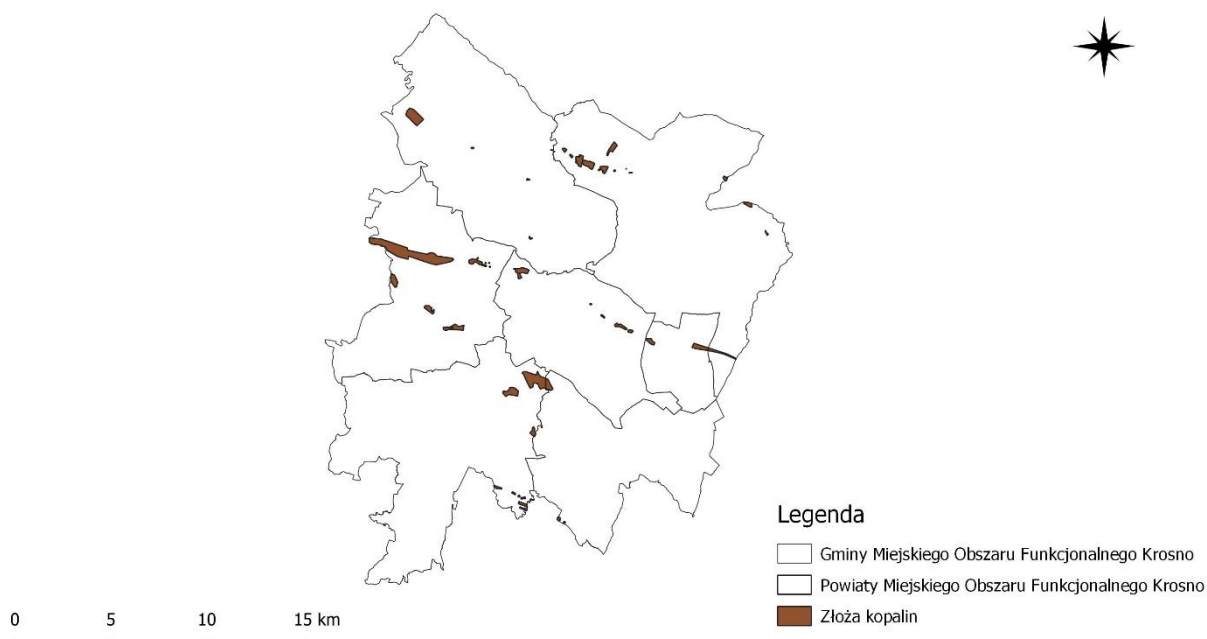 Legenda
Gminy Miejskiego Obszaru Funkcjonalnego Krosno
Powiaty Miejskiego Obszaru Funkcjonalnego Krosno
Złoża kopalin
0 5 10 15 km